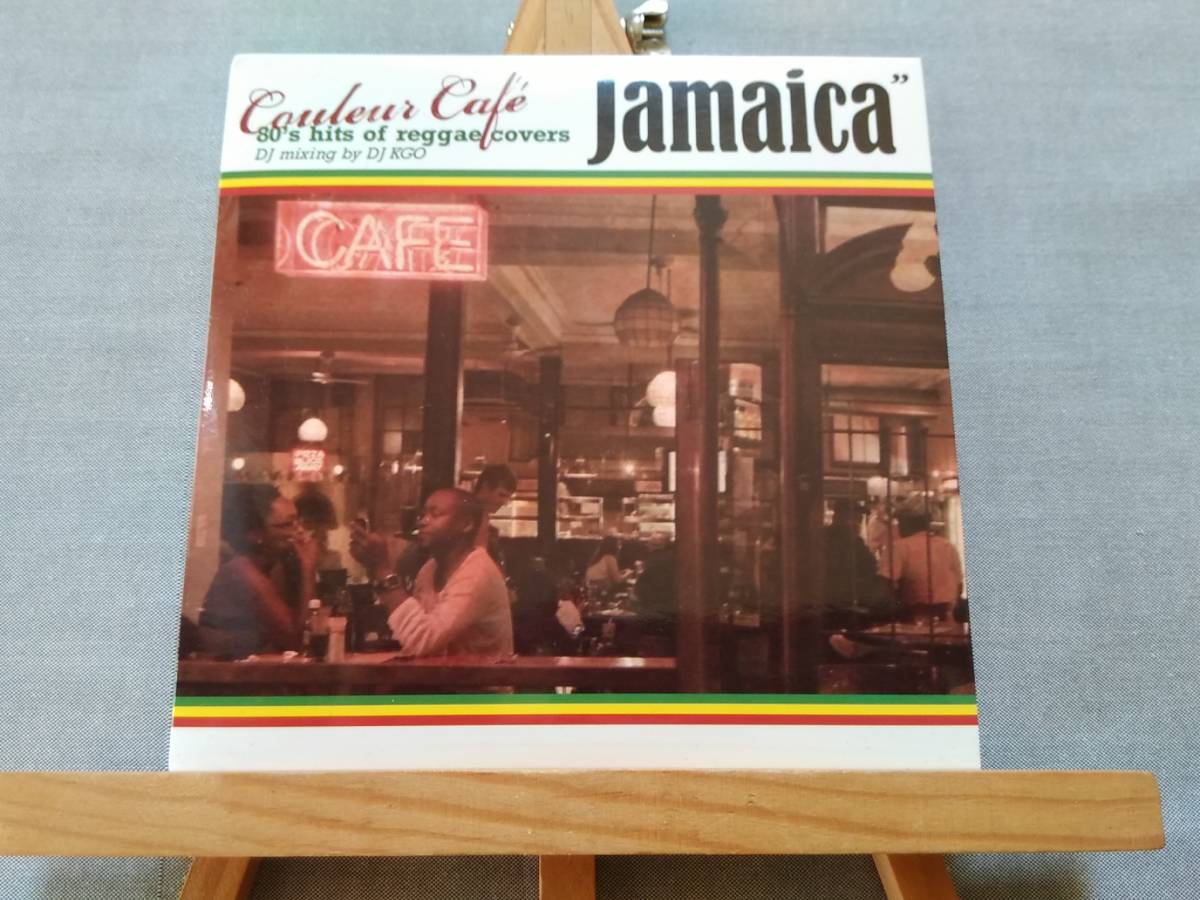 Couleur Café
Jamaica”
80's hits of reggae covers
DJ mixing by DJ KGO
CAFE